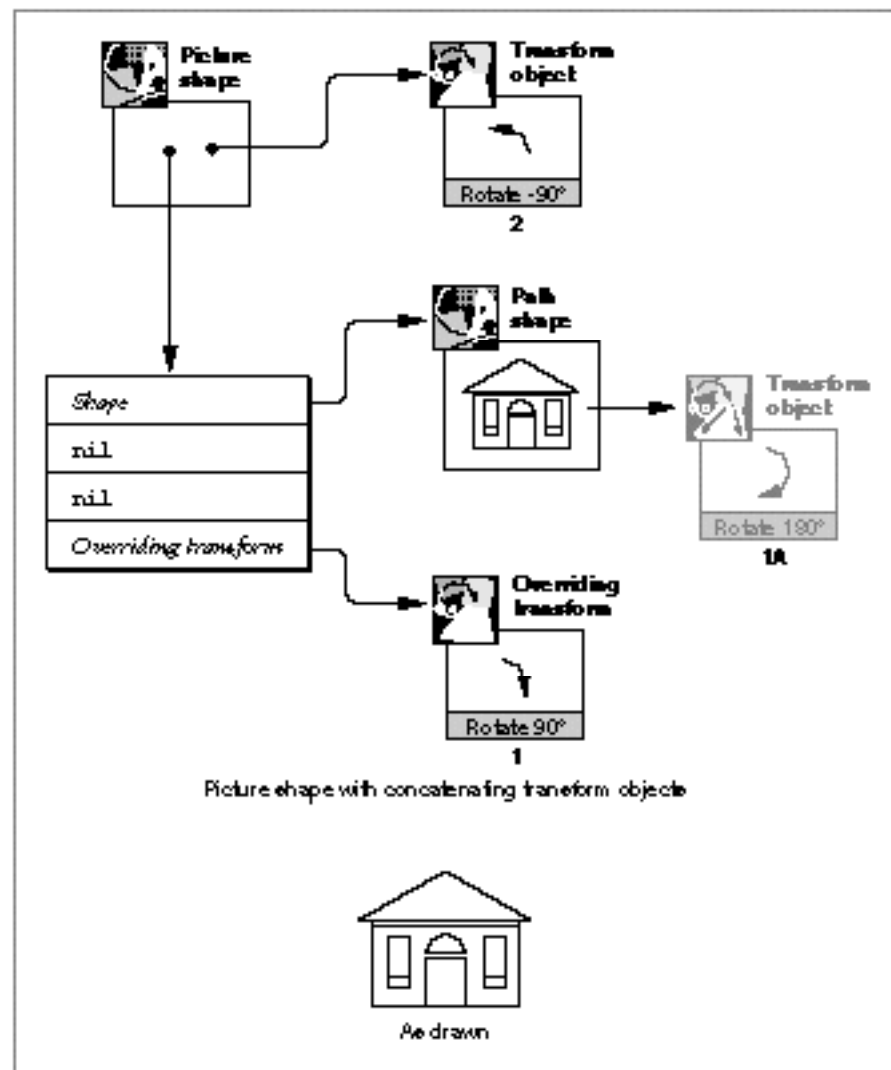 Picture
shape
Transform
object
Rotate -90°
2
Path
shape
Shape
nil
nil
Overriding transform
Transform
object
Rotate 180°
1A
Overriding
transform
Rotate 90°
1
Picture shape with concatenating transform objects
As drawn